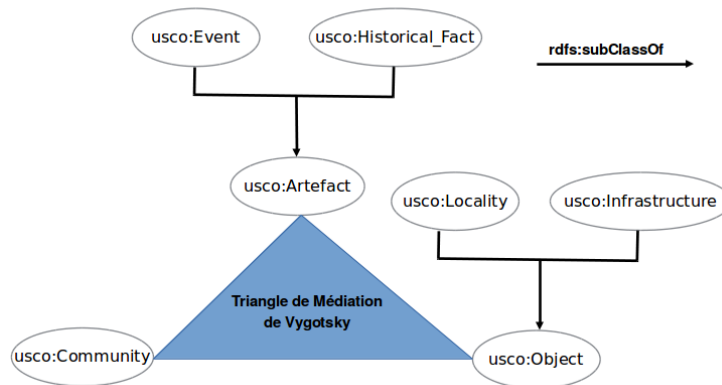 usco:Event
usco:Historical_Fact
rdfs:subClassOf
usco:Artefact
usco:Locality
usco:Infrastructure
Triangle de Médiation
de Vygotsky
usco:Community
usco:Object